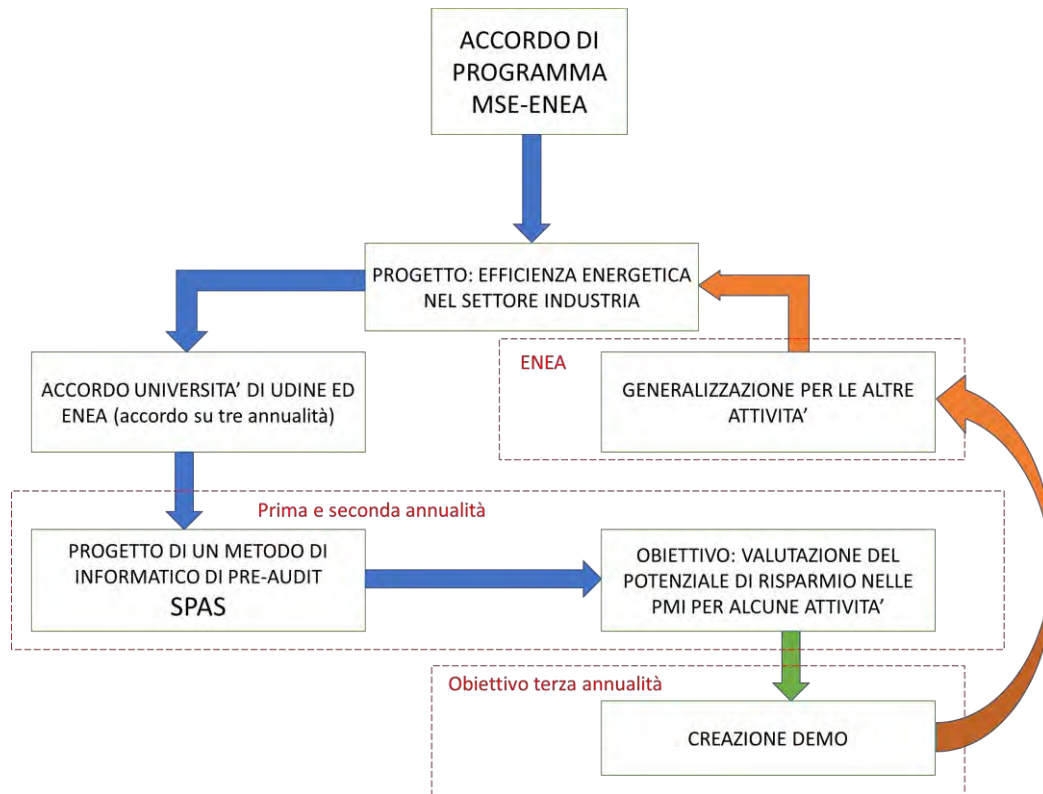 ACCORDO DI
PROGRAMMA
MSE-ENEA
PROGETTO: EFFICIENZA ENERGETICA
NEL SETTORE INDUSTRIA
ACCORDO UNIVERSITA’ DI UDINE ED
ENEA (accordo su tre annualità)
ENEA
GENERALIZZAZIONE PER LE ALTRE
ATTIVITA’
Prima e seconda annualità
PROGETTO DI UN METODO DI
INFORMATICO DI PRE-AUDIT
SPAS
OBIETTIVO: VALUTAZIONE DEL
POTENZIALE DI RISPARMIO NELLE
PMI PER ALCUNE ATTIVITA’
Obiettivo terza annualità
CREAZIONE DEMO